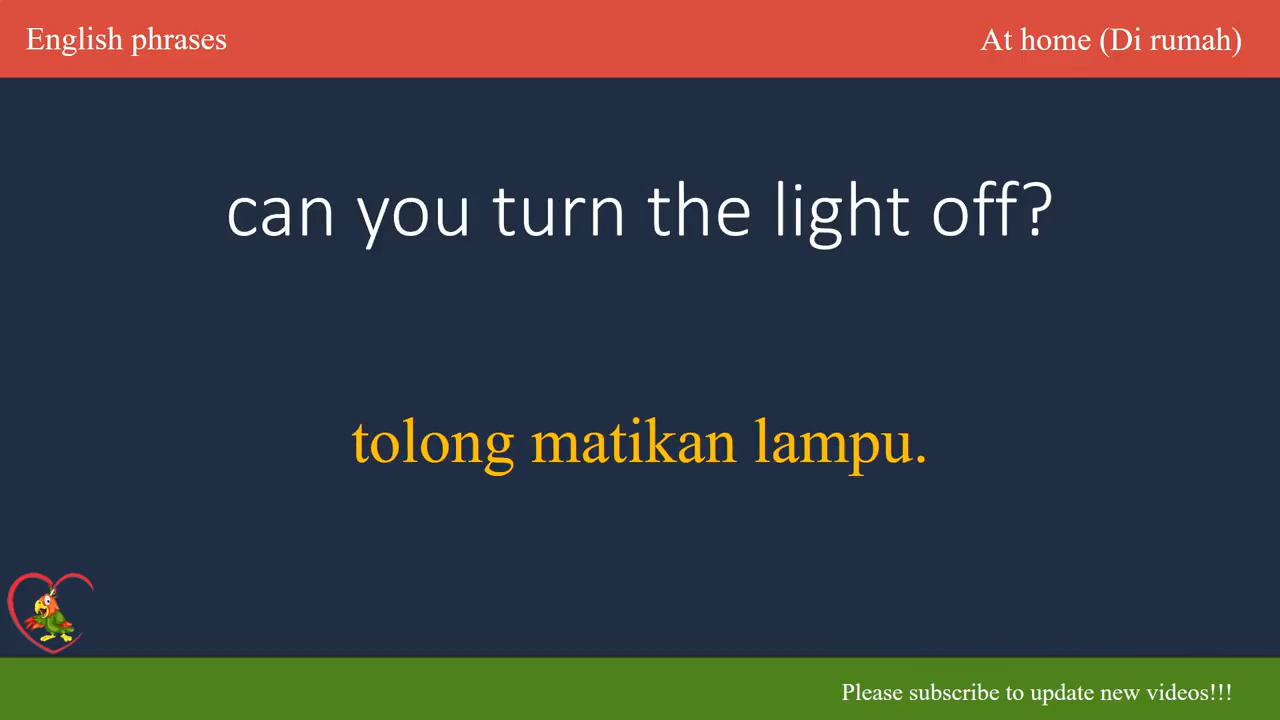 English phrases
At home (Di rumah)
can you turn the light off?
tolong matikan lampu.
Please subscribe to update new videos!!!